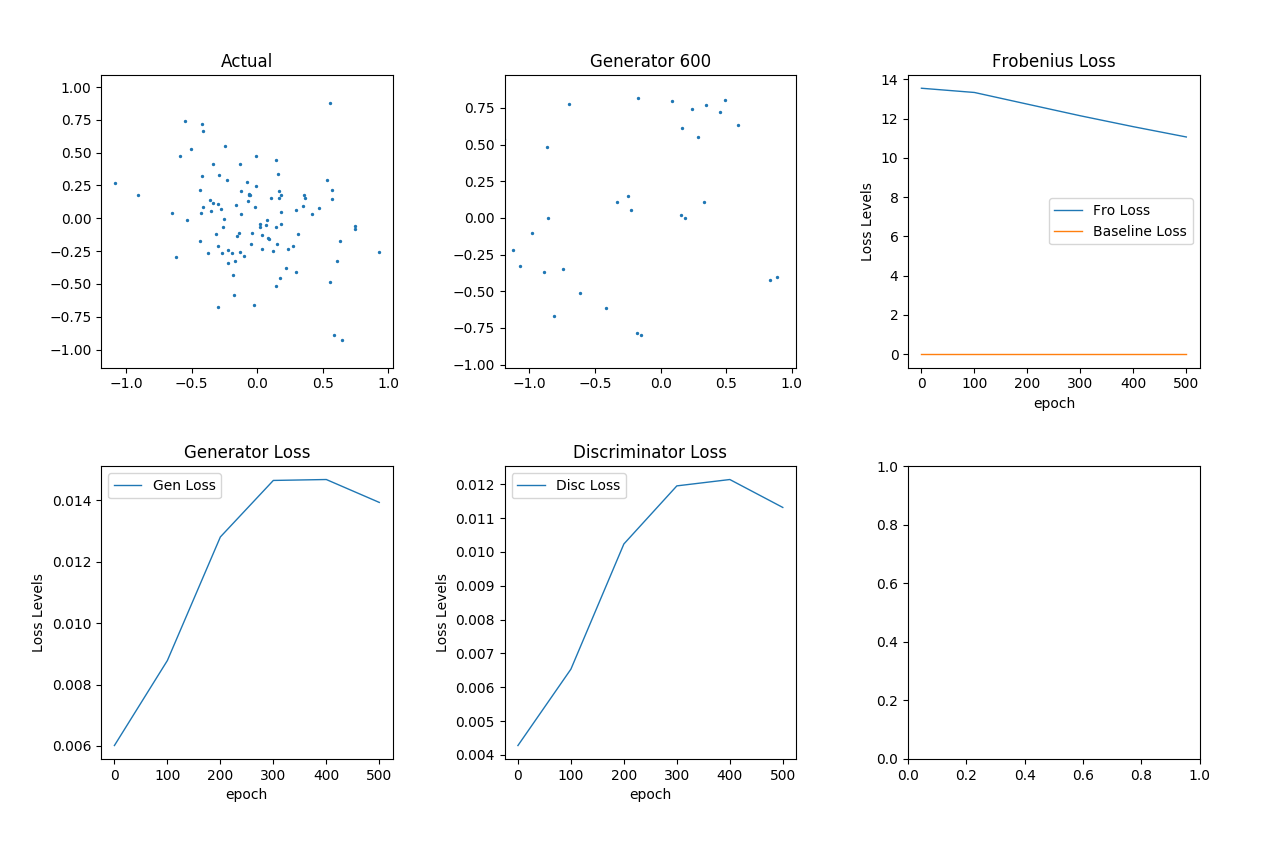 Actual
1.00
0.75
0.50
0.25
0.00
−0.25
−0.50
−0.75
−1.00
−1.0 −0.5 0.0 0.5 1.0
Generator 600
0.75
0.50
0.25
0.00
−0.25
−0.50
−0.75
−1.00
−1.0 −0.5 0.0 0.5 1.0
Frobenius Loss
14
12
10
8
6
4
2
0
Loss Levels
Fro Loss
Baseline Loss
0 100 200 300 400 500
epoch
Generator Loss
Gen Loss
0.014
0.012
0.010
0.008
0.006
Loss Levels
0 100 200 300 400 500
epoch
Discriminator Loss
Disc Loss
0.012
0.011
0.010
0.009
0.008
0.007
0.006
0.005
0.004
Loss Levels
0 100 200 300 400 500
epoch
1.0
0.8
0.6
0.4
0.2
0.0
0.0 0.2 0.4 0.6 0.8 1.0